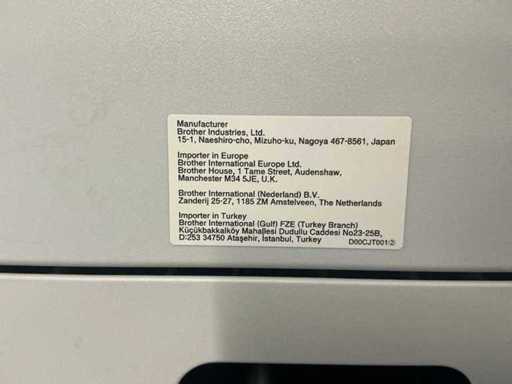 Manufacturer
Brother Industries, Ltd.
15-1, Naeshiro-cho, Mizuho-ku, Nagoya 467-8561, Japan
Importer in Europe
Brother International Europe Ltd.
Brother House, 1 Tame Street, Audenshaw,
Manchester M34 5JE, U.K.
Brother International (Nederland) B.V.
Zanderij 25-27, 1185 ZM Amstelveen, The Netherlands
Importer in Turkey
Brother International (Gulf) FZE (Turkey Branch)
Küçükbakkalköy Mahallesi Dudullu Caddesi No23-25B,
D:253 34750 Ataşehir, İstanbul, Turkey
D00CJT001②